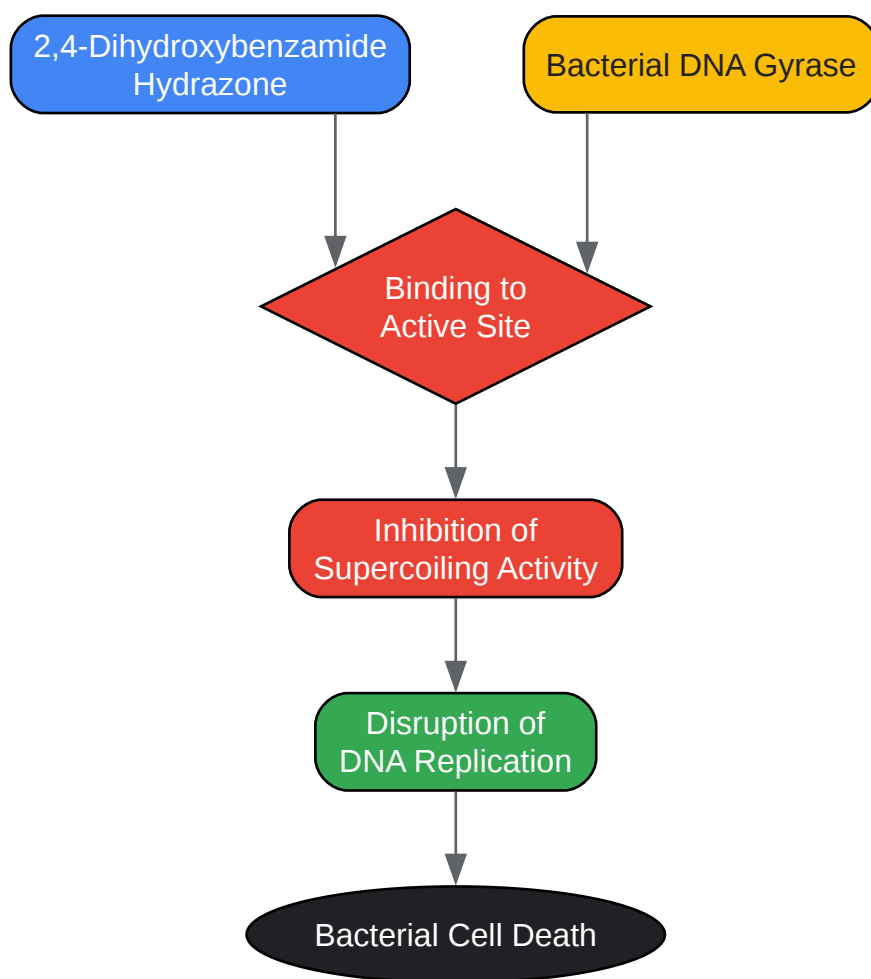 2,4-Dihydroxybenzamide
Hydrazone
Bacterial DNA Gyrase
Binding to
Active Site
Inhibition of
Supercoiling Activity
Disruption of
DNA Replication
Bacterial Cell Death